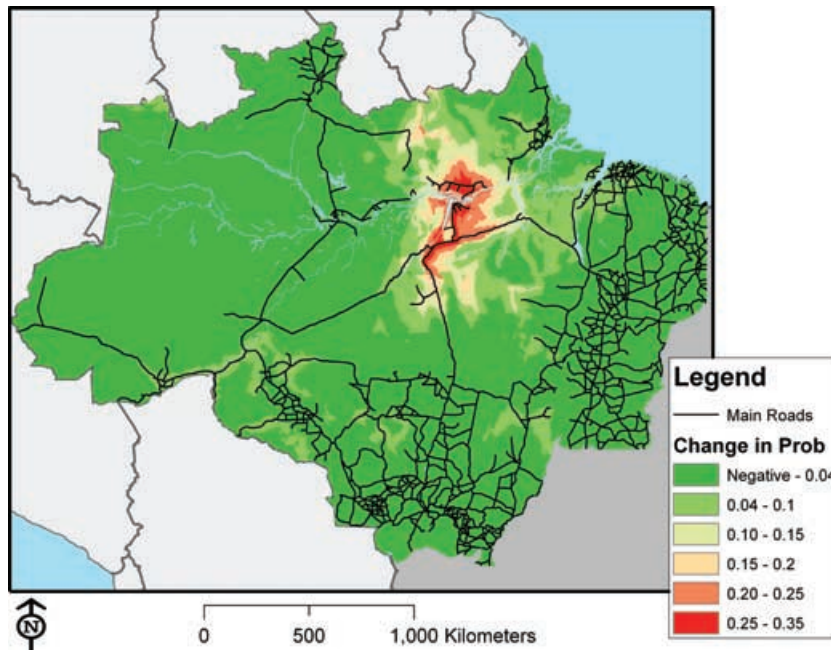 Legend
Main Roads
Change in Prob
Negative - 0.04
0.04 - 0.1
0.10 - 0.15
0.15 - 0.2
0.20 - 0.25
0.25 - 0.35
N
0 500 1,000 Kilometers